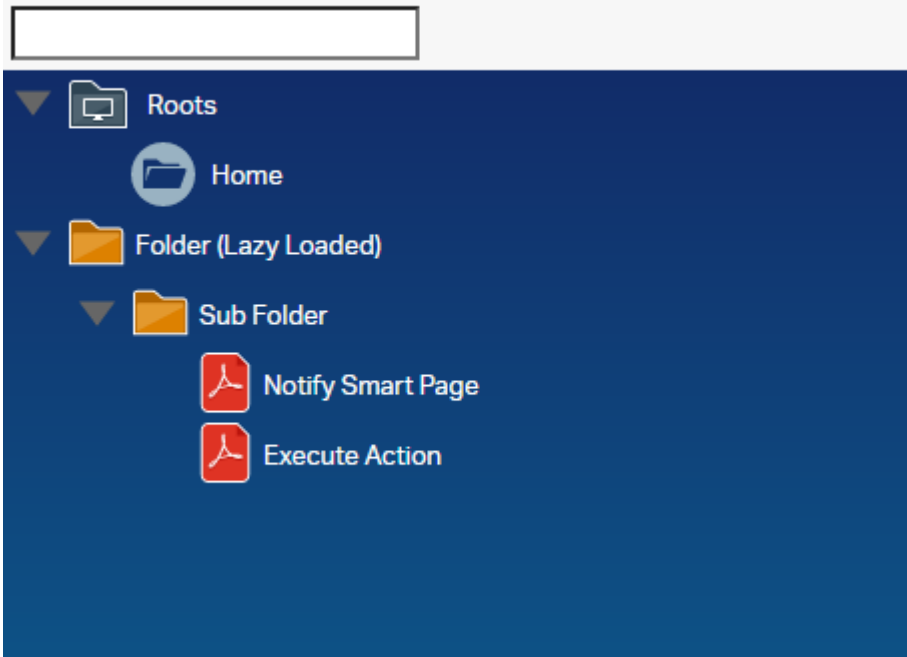 Roots
Home
Folder (Lazy Loaded)
Sub Folder
Notify Smart Page
Execute Action